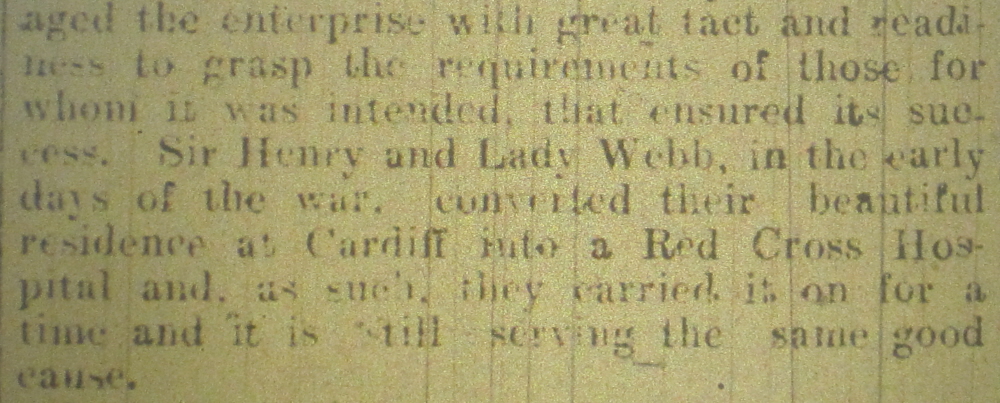 aged the enterprise with great tact and readi-
ness to grasp the requirements of those for
whom it was intended, that ensured its suc-
cess. Sir Henry and Lady Webb, in the early
days of the war, converted their beautiful
residence at Cardiff into a Red Cross Hos-
pital and, as such, they carried it on for a
time and it is still serving the same good
cause.